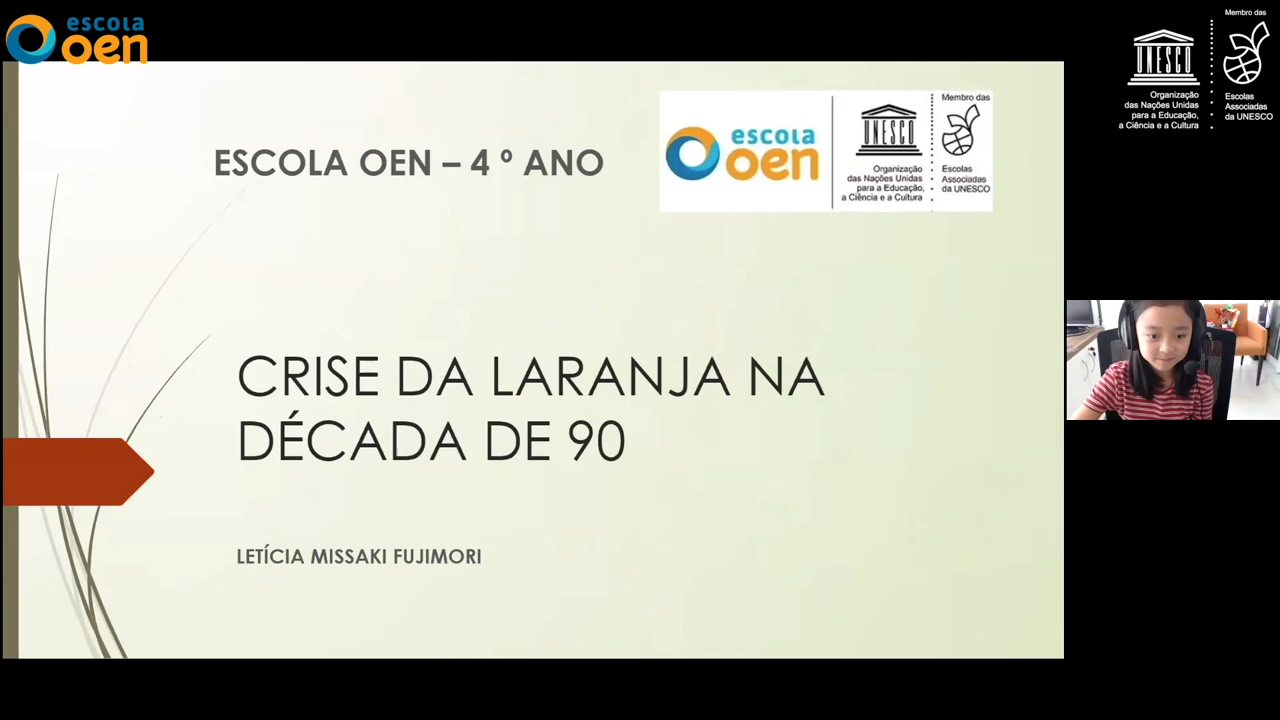 escola
oen
Membro das
UNESCO
Organização
das Nações Unidas
para a Educação,
a Ciência e a Cultura
Escolas
Associadas
da UNESCO
ESCOLA OEN – 4 º ANO
escola
oen
Membro das
UNESCO
Organização
das Nações Unidas
para a Educação,
a Ciência e a Cultura
Escolas
Associadas
da UNESCO
CRISE DA LARANJA NA
DÉCADA DE 90
LETÍCIA MISSAKI FUJIMORI